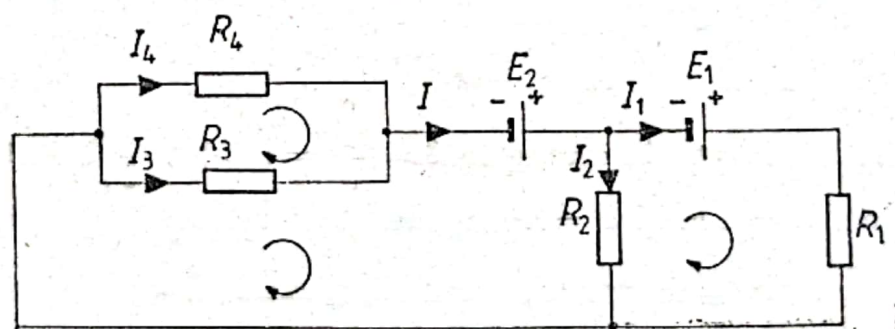 I4 R4
I E2 I1 E1
- + - +
I3 R3
I2
R2 R1